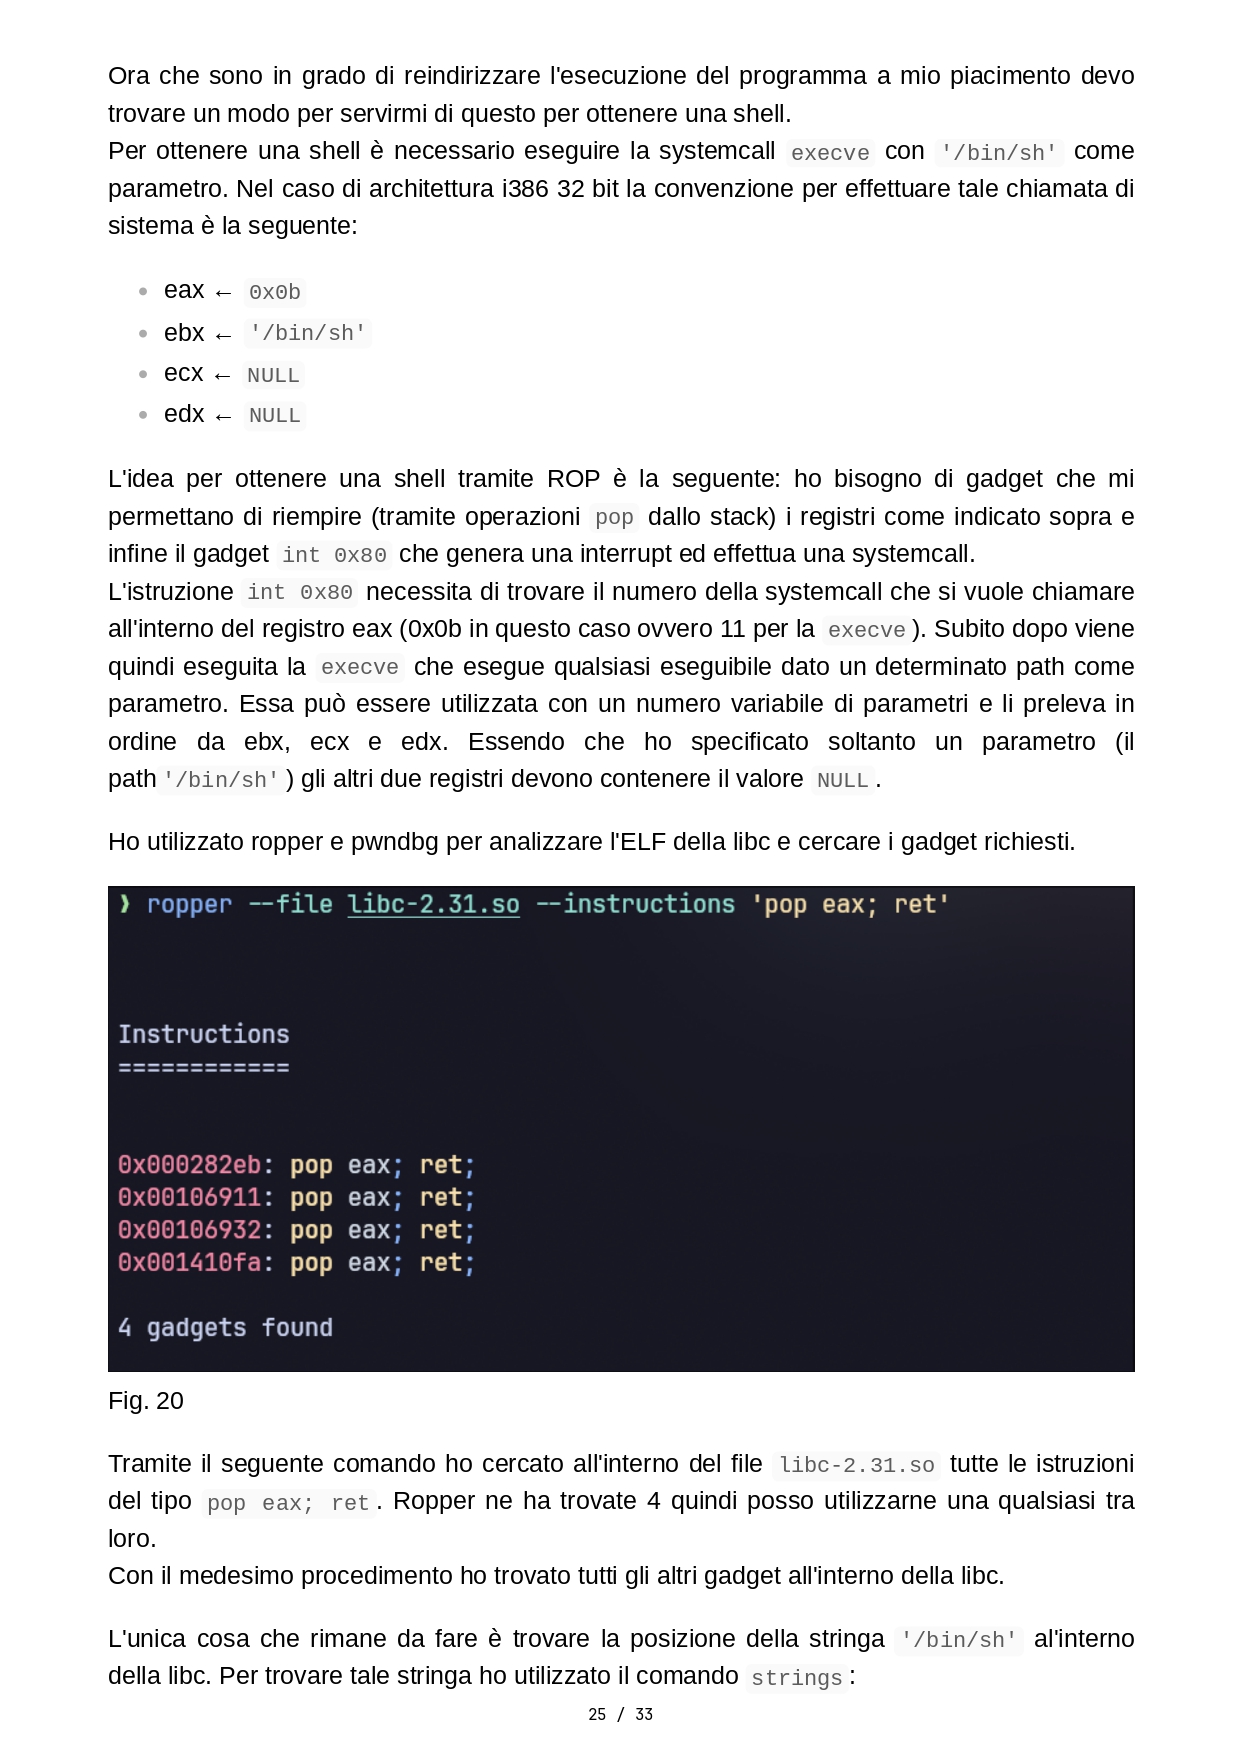 Ora che sono in grado di reindirizzare l'esecuzione del programma a mio piacimento devo
trovare un modo per servirmi di questo per ottenere una shell.
Per ottenere una shell è necessario eseguire la systemcall execve con '/bin/sh' come
parametro. Nel caso di architettura i386 32 bit la convenzione per effettuare tale chiamata di
sistema è la seguente:
• eax ← 0x0b
• ebx ← '/bin/sh'
• ecx ← NULL
• edx ← NULL
L'idea per ottenere una shell tramite ROP è la seguente: ho bisogno di gadget che mi
permettano di riempire (tramite operazioni pop dallo stack) i registri come indicato sopra e
infine il gadget int 0x80 che genera una interrupt ed effettua una systemcall.
L'istruzione int 0x80 necessita di trovare il numero della systemcall che si vuole chiamare
all'interno del registro eax (0x0b in questo caso ovvero 11 per la execve). Subito dopo viene
quindi eseguita la execve che esegue qualsiasi eseguibile dato un determinato path come
parametro. Essa può essere utilizzata con un numero variabile di parametri e li preleva in
ordine da ebx, ecx e edx. Essendo che ho specificato soltanto un parametro (il
path '/bin/sh') gli altri due registri devono contenere il valore NULL.
Ho utilizzato ropper e pwndbg per analizzare l'ELF della libc e cercare i gadget richiesti.
❯ ropper --file libc-2.31.so --instructions 'pop eax; ret'
Instructions
============
0x000282eb: pop eax; ret;
0x00106911: pop eax; ret;
0x00106932: pop eax; ret;
0x001410fa: pop eax; ret;
4 gadgets found
Fig. 20
Tramite il seguente comando ho cercato all'interno del file libc-2.31.so tutte le istruzioni
del tipo pop eax; ret. Ropper ne ha trovate 4 quindi posso utilizzarne una qualsiasi tra
loro.
Con il medesimo procedimento ho trovato tutti gli altri gadget all'interno della libc.
L'unica cosa che rimane da fare è trovare la posizione della stringa '/bin/sh' al'interno
della libc. Per trovare tale stringa ho utilizzato il comando strings:
25 / 33